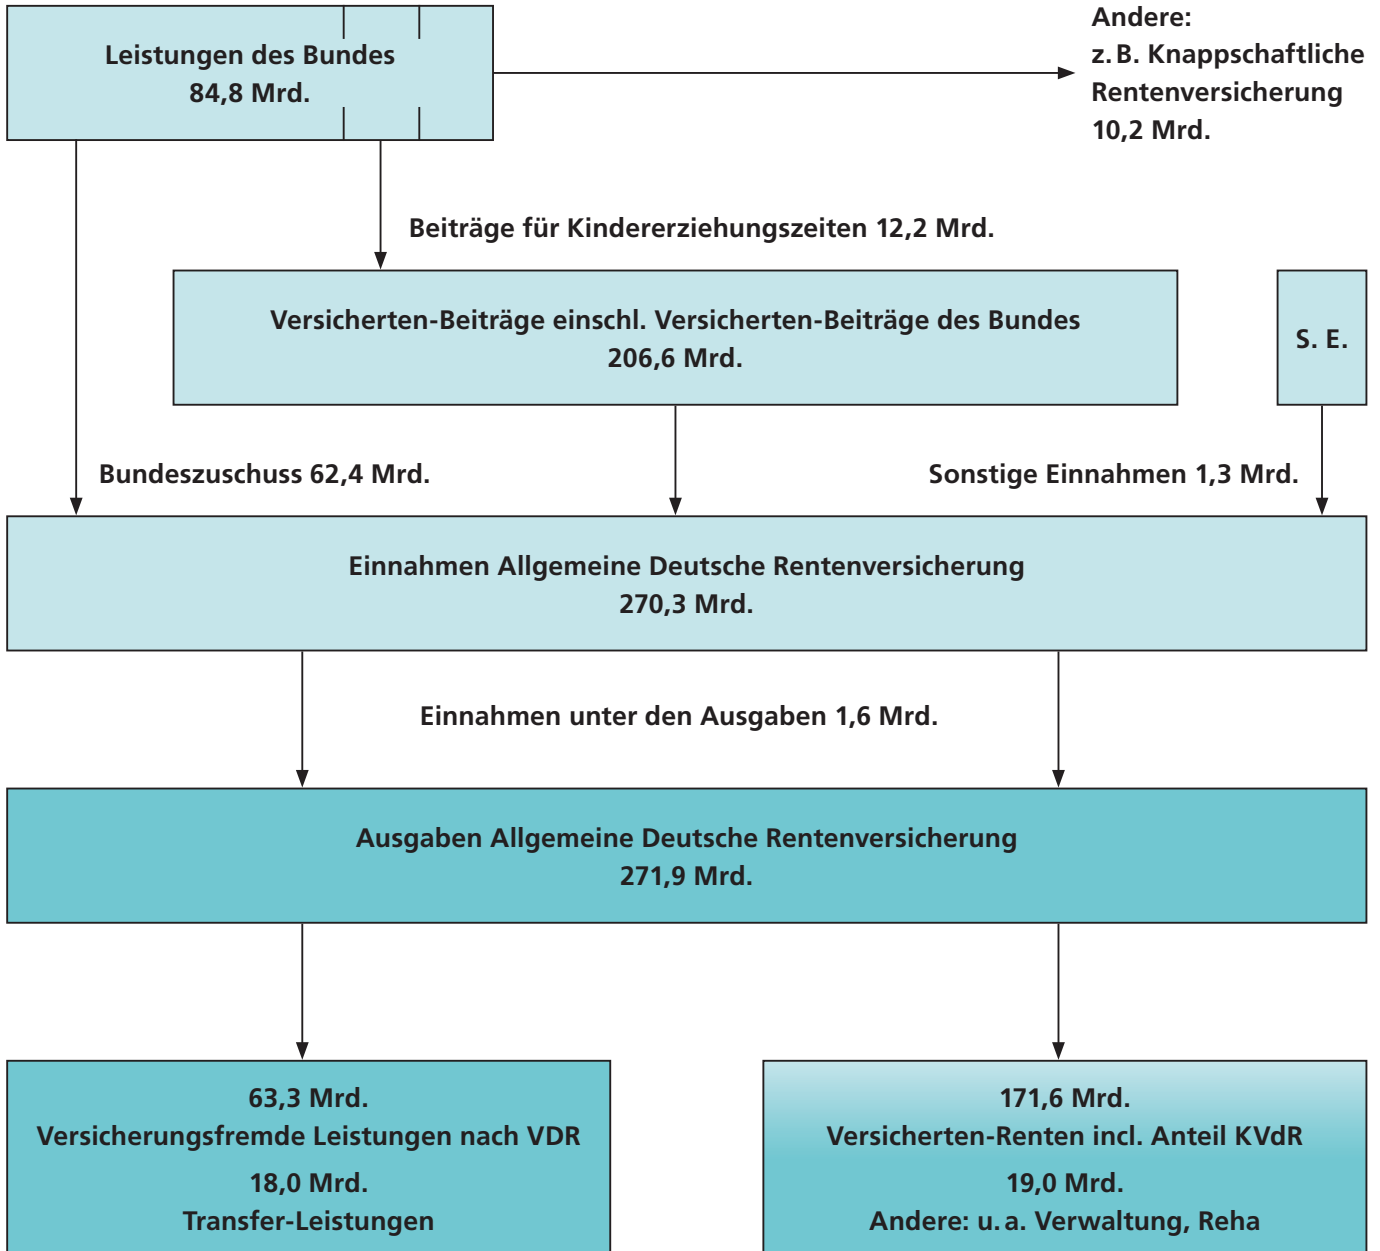 Leistungen des Bundes
84,8 Mrd.
Andere:
z. B. Knappschaftliche
Rentenversicherung
10,2 Mrd.
Beiträge für Kindererziehungszeiten 12,2 Mrd.
Versicherten-Beiträge einschl. Versicherten-Beiträge des Bundes
206,6 Mrd.
S. E.
Bundeszuschuss 62,4 Mrd.
Sonstige Einnahmen 1,3 Mrd.
Einnahmen Allgemeine Deutsche Rentenversicherung
270,3 Mrd.
Einnahmen unter den Ausgaben 1,6 Mrd.
Ausgaben Allgemeine Deutsche Rentenversicherung
271,9 Mrd.
63,3 Mrd.
Versicherungsfremde Leistungen nach VDR
18,0 Mrd.
Transfer-Leistungen
171,6 Mrd.
Versicherten-Renten incl. Anteil KVdR
19,0 Mrd.
Andere: u. a. Verwaltung, Reha